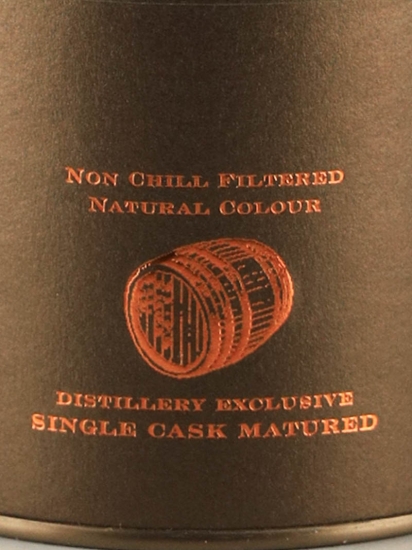 Non Chill Filtered
Natural Colour
DISTILLERY EXCLUSIVE
SINGLE CASK MATURED